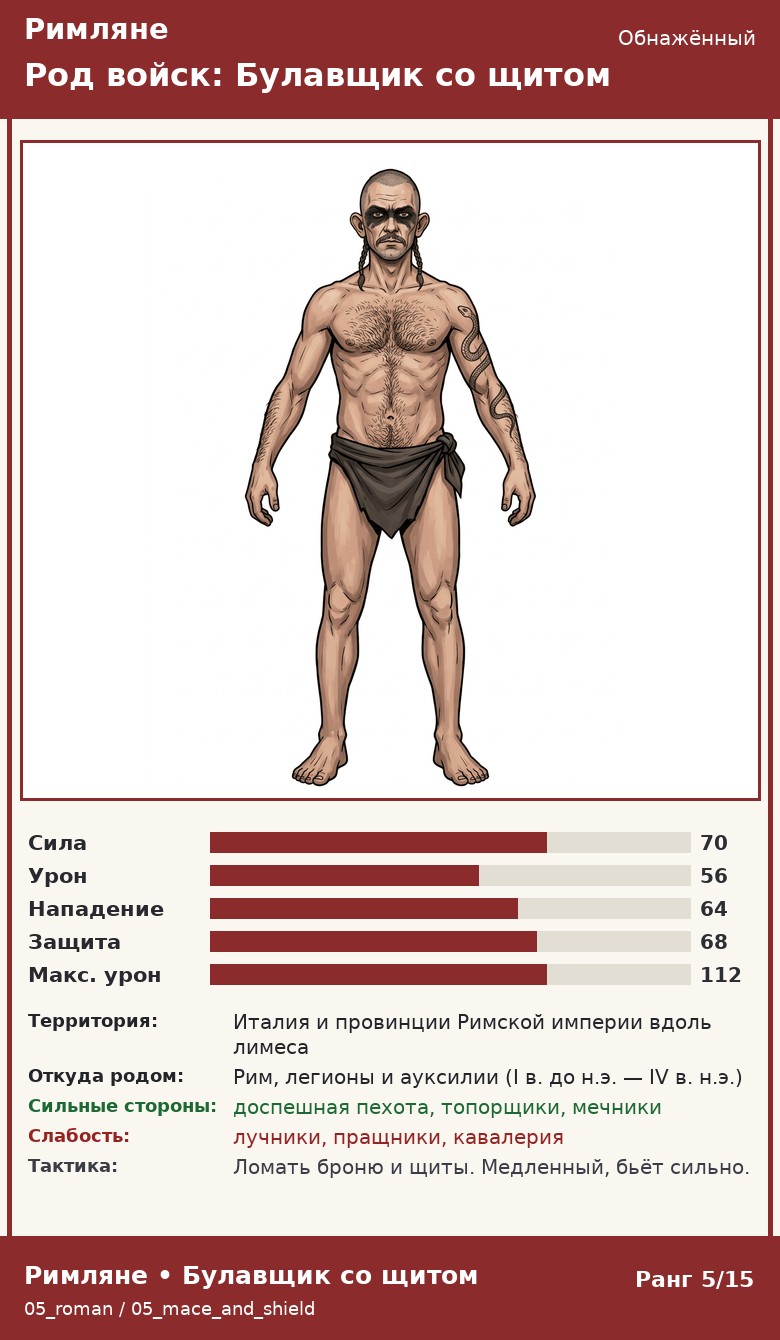 Римляне
Обнажённый
Род войск: Булавщик со щитом
Сила 70
Урон 56
Нападение 64
Защита 68
Макс. урон 112
Территория: Италия и провинции Римской империи вдоль
лимеса
Откуда родом: Рим, легионы и ауксилии (I в. до н.э. — IV в. н.э.)
Сильные стороны: доспешная пехота, топорщики, мечники
Слабость: лучники, пращники, кавалерия
Тактика: Ломать броню и щиты. Медленный, бьёт сильно.
Римляне • Булавщик со щитом
Ранг 5/15
05_roman / 05_mace_and_shield